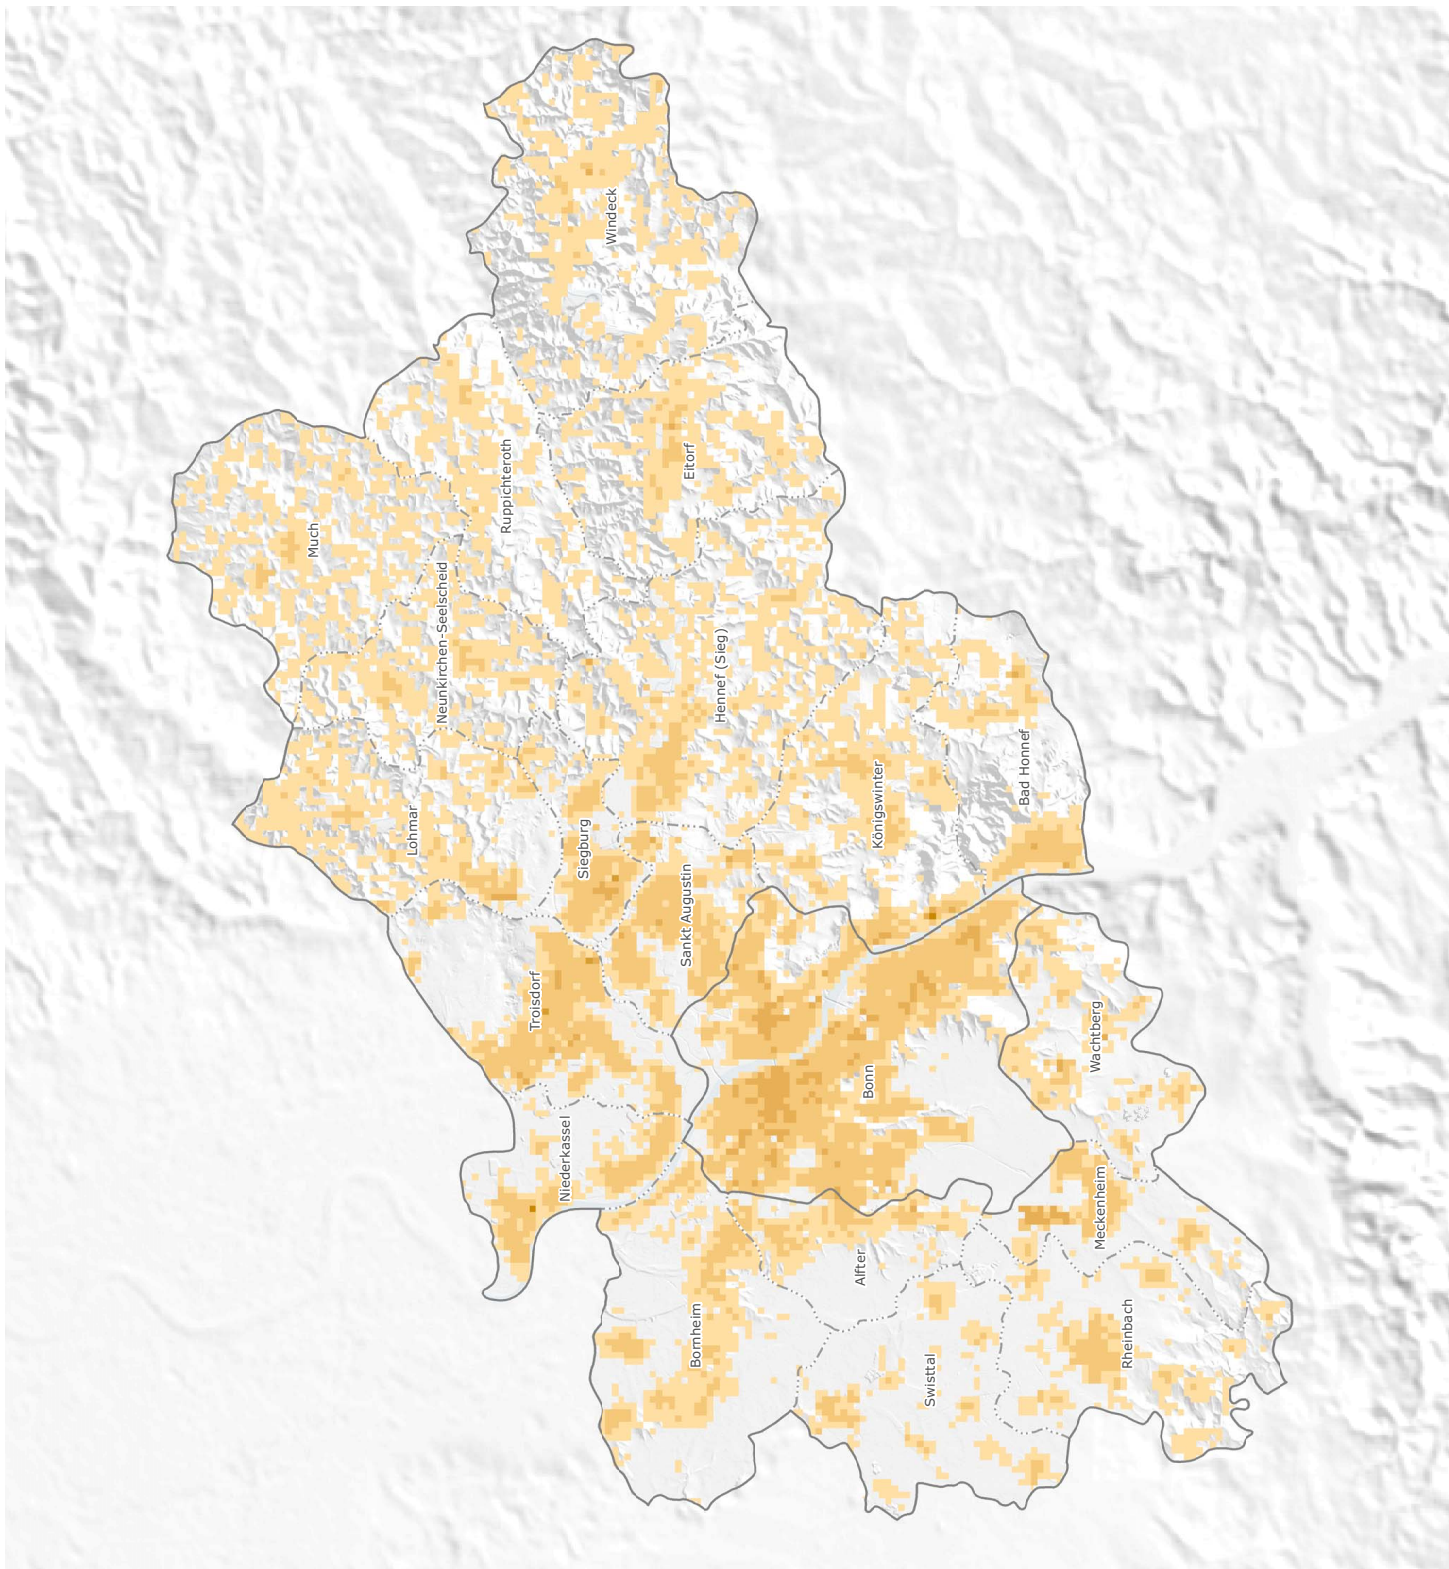 Windeck
Eitorf
Ruppichteroth
Much
Neunkirchen-Seelscheid
Hennef (Sieg)
Bad Honnef
Königswinter
Lohmar
Siegburg
Sankt Augustin
Troisdorf
Wachtberg
Bonn
Niederkassel
Meckenheim
Alfter
Bornheim
Rheinbach
Swisttal